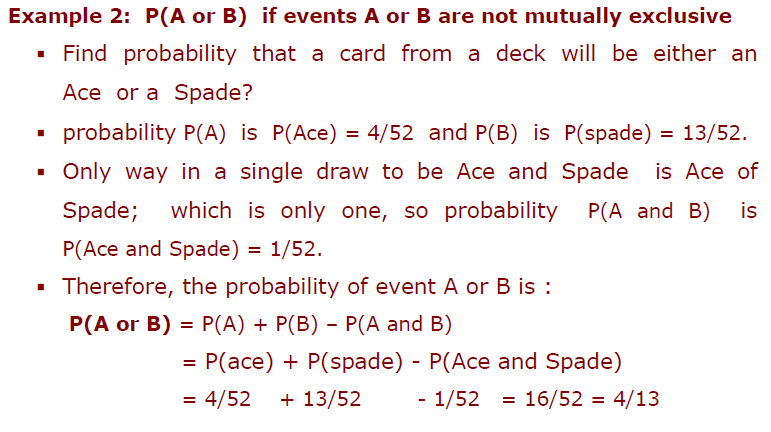 Example 2: P(A or B) if events A or B are not mutually exclusive
▪ Find probability that a card from a deck will be either an
Ace or a Spade?
▪ probability P(A) is P(Ace) = 4/52 and P(B) is P(spade) = 13/52.
▪ Only way in a single draw to be Ace and Spade is Ace of
Spade; which is only one, so probability P(A and B) is
P(Ace and Spade) = 1/52.
▪ Therefore, the probability of event A or B is :
P(A or B) = P(A) + P(B) – P(A and B)
= P(ace) + P(spade) - P(Ace and Spade)
= 4/52 + 13/52 - 1/52 = 16/52 = 4/13